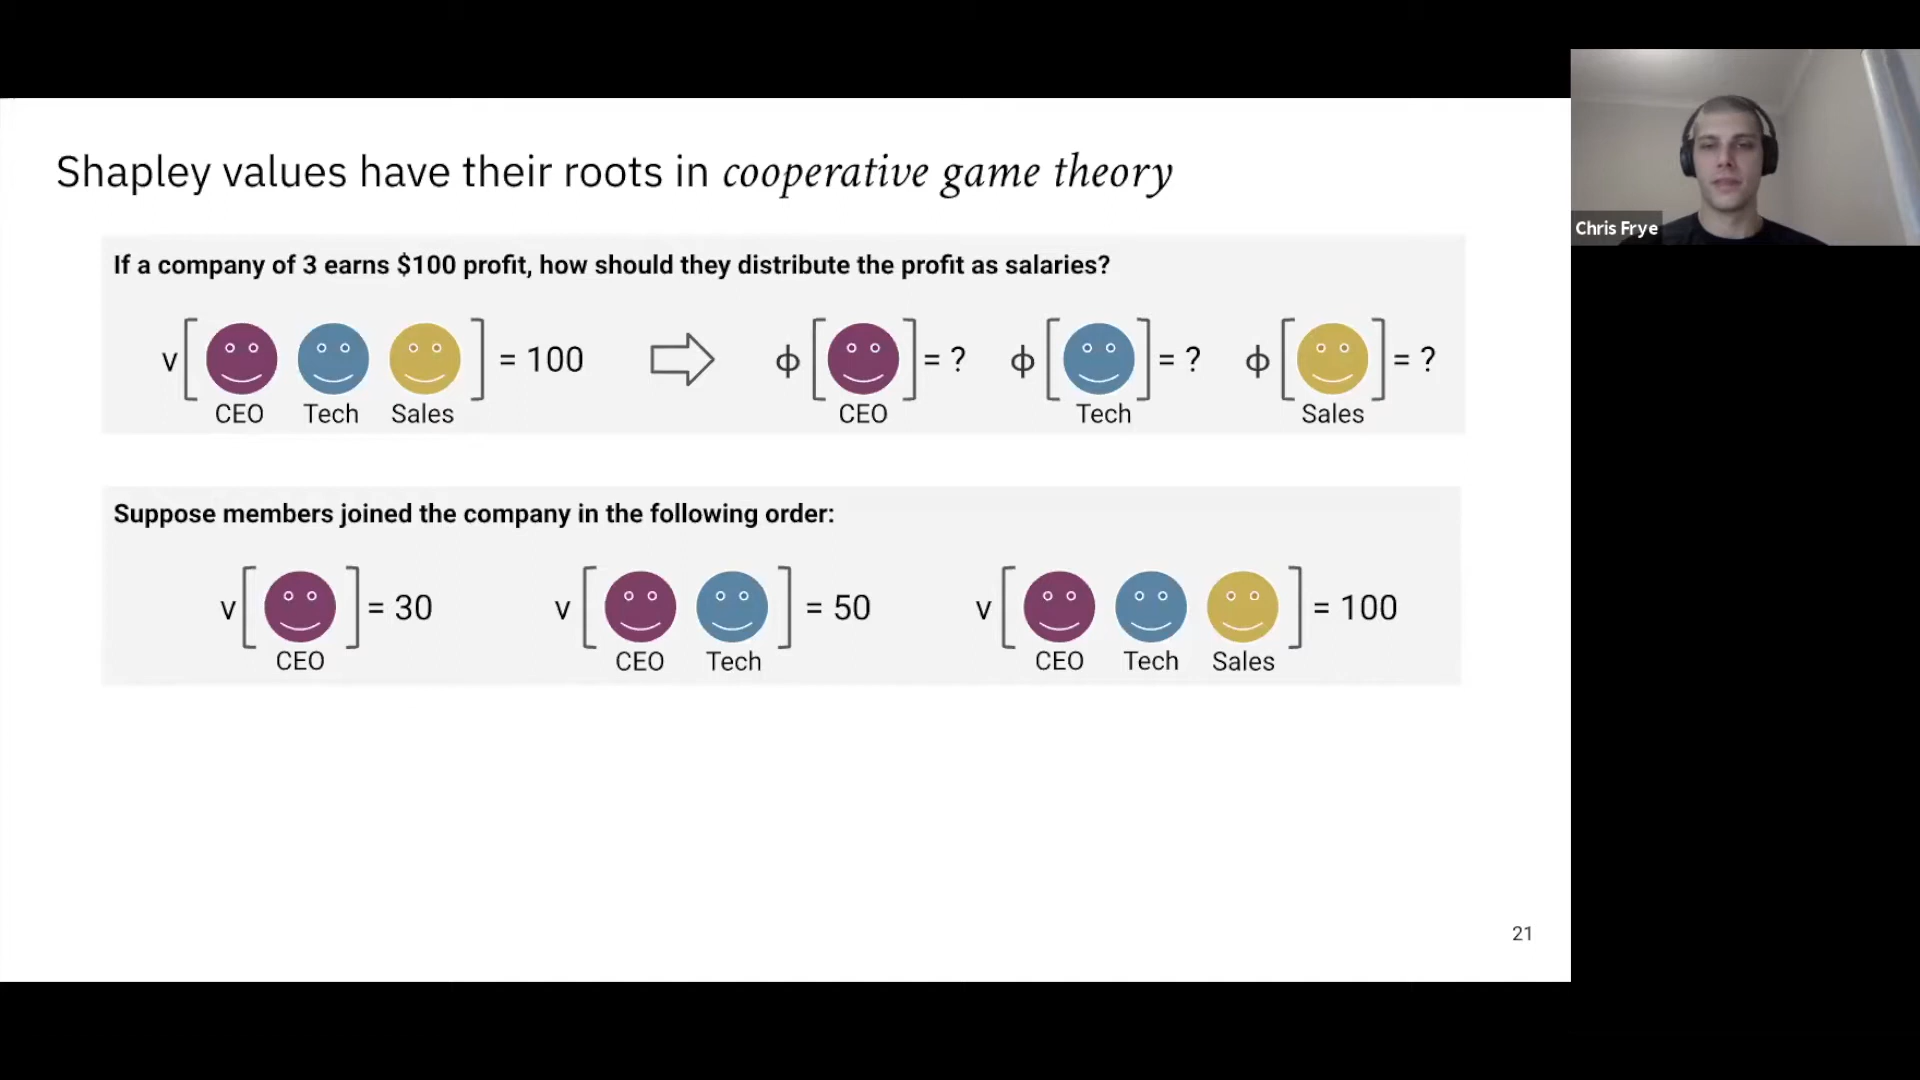 Shapley values have their roots in cooperative game theory
If a company of 3 earns $100 profit, how should they distribute the profit as salaries?
v[ ] = 100 ϕ[ ] = ? ϕ[ ] = ? ϕ[ ] = ?
CEO Tech Sales CEO Tech Sales
Suppose members joined the company in the following order:
v[ ] = 30 v[ ] = 50 v[ ] = 100
CEO CEO Tech CEO Tech Sales
21
Chris Frye